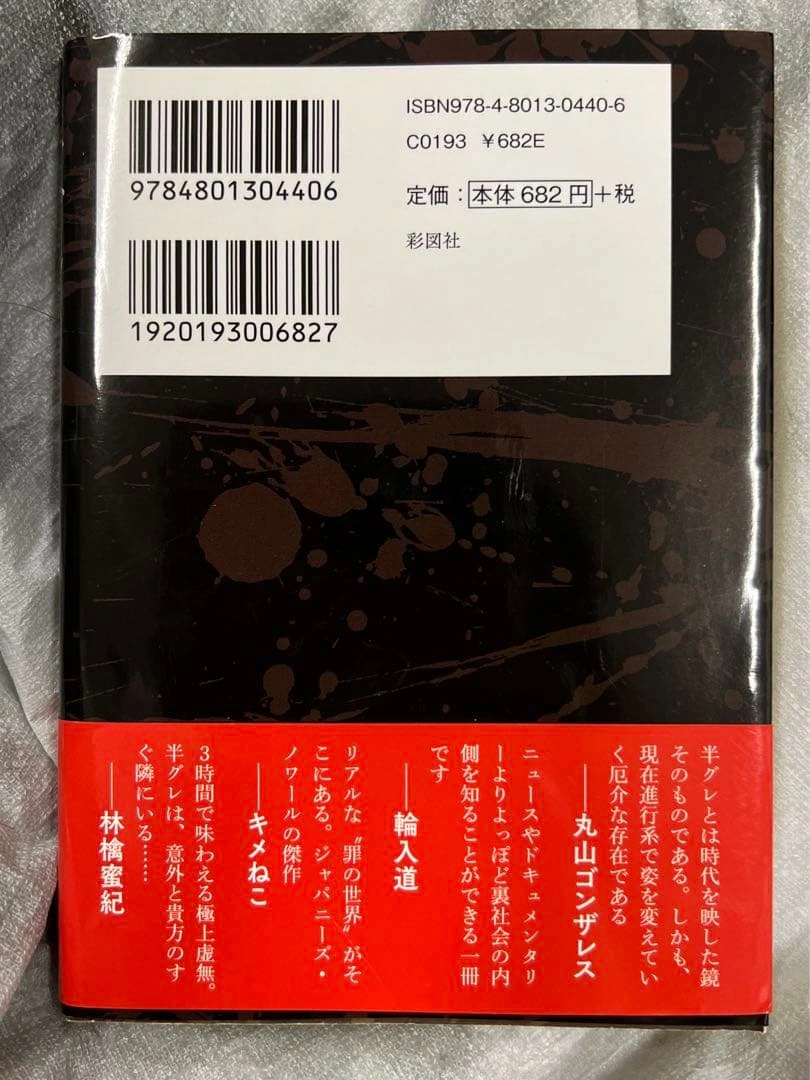 ISBN978-4-8013-0440-6
C0193 ¥682E
定価：本体682円+税
彩図社
9784801304406
1920193006827
半グレとは時代を映した鏡
そのものである。しかも、
現在進行系で姿を変えてい
く厄介な存在である
──丸山ゴンザレス
ニュースやドキュメンタリ
ーよりよっぽど裏社会の内
側を知ることができる一冊
です
──輪入道
リアルな〝罪の世界〟がそ
こにある。ジャパニーズ・
ノワールの傑作
──キメねこ
3時間で味わえる極上虚無。
半グレは、意外と貴方のす
ぐ隣にいる……
──林檎蜜紀